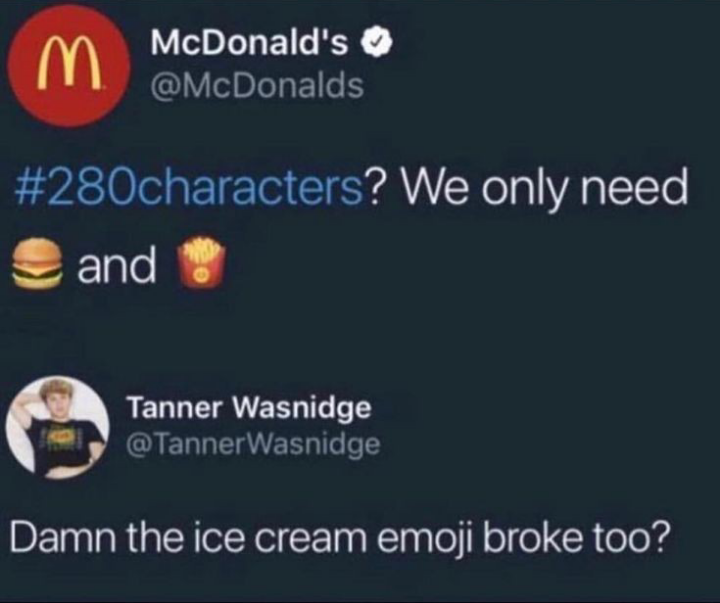 McDonald's
@McDonalds
#280characters? We only need
🍔 and 🍟
Tanner Wasnidge
@TannerWasnidge
Damn the ice cream emoji broke too?